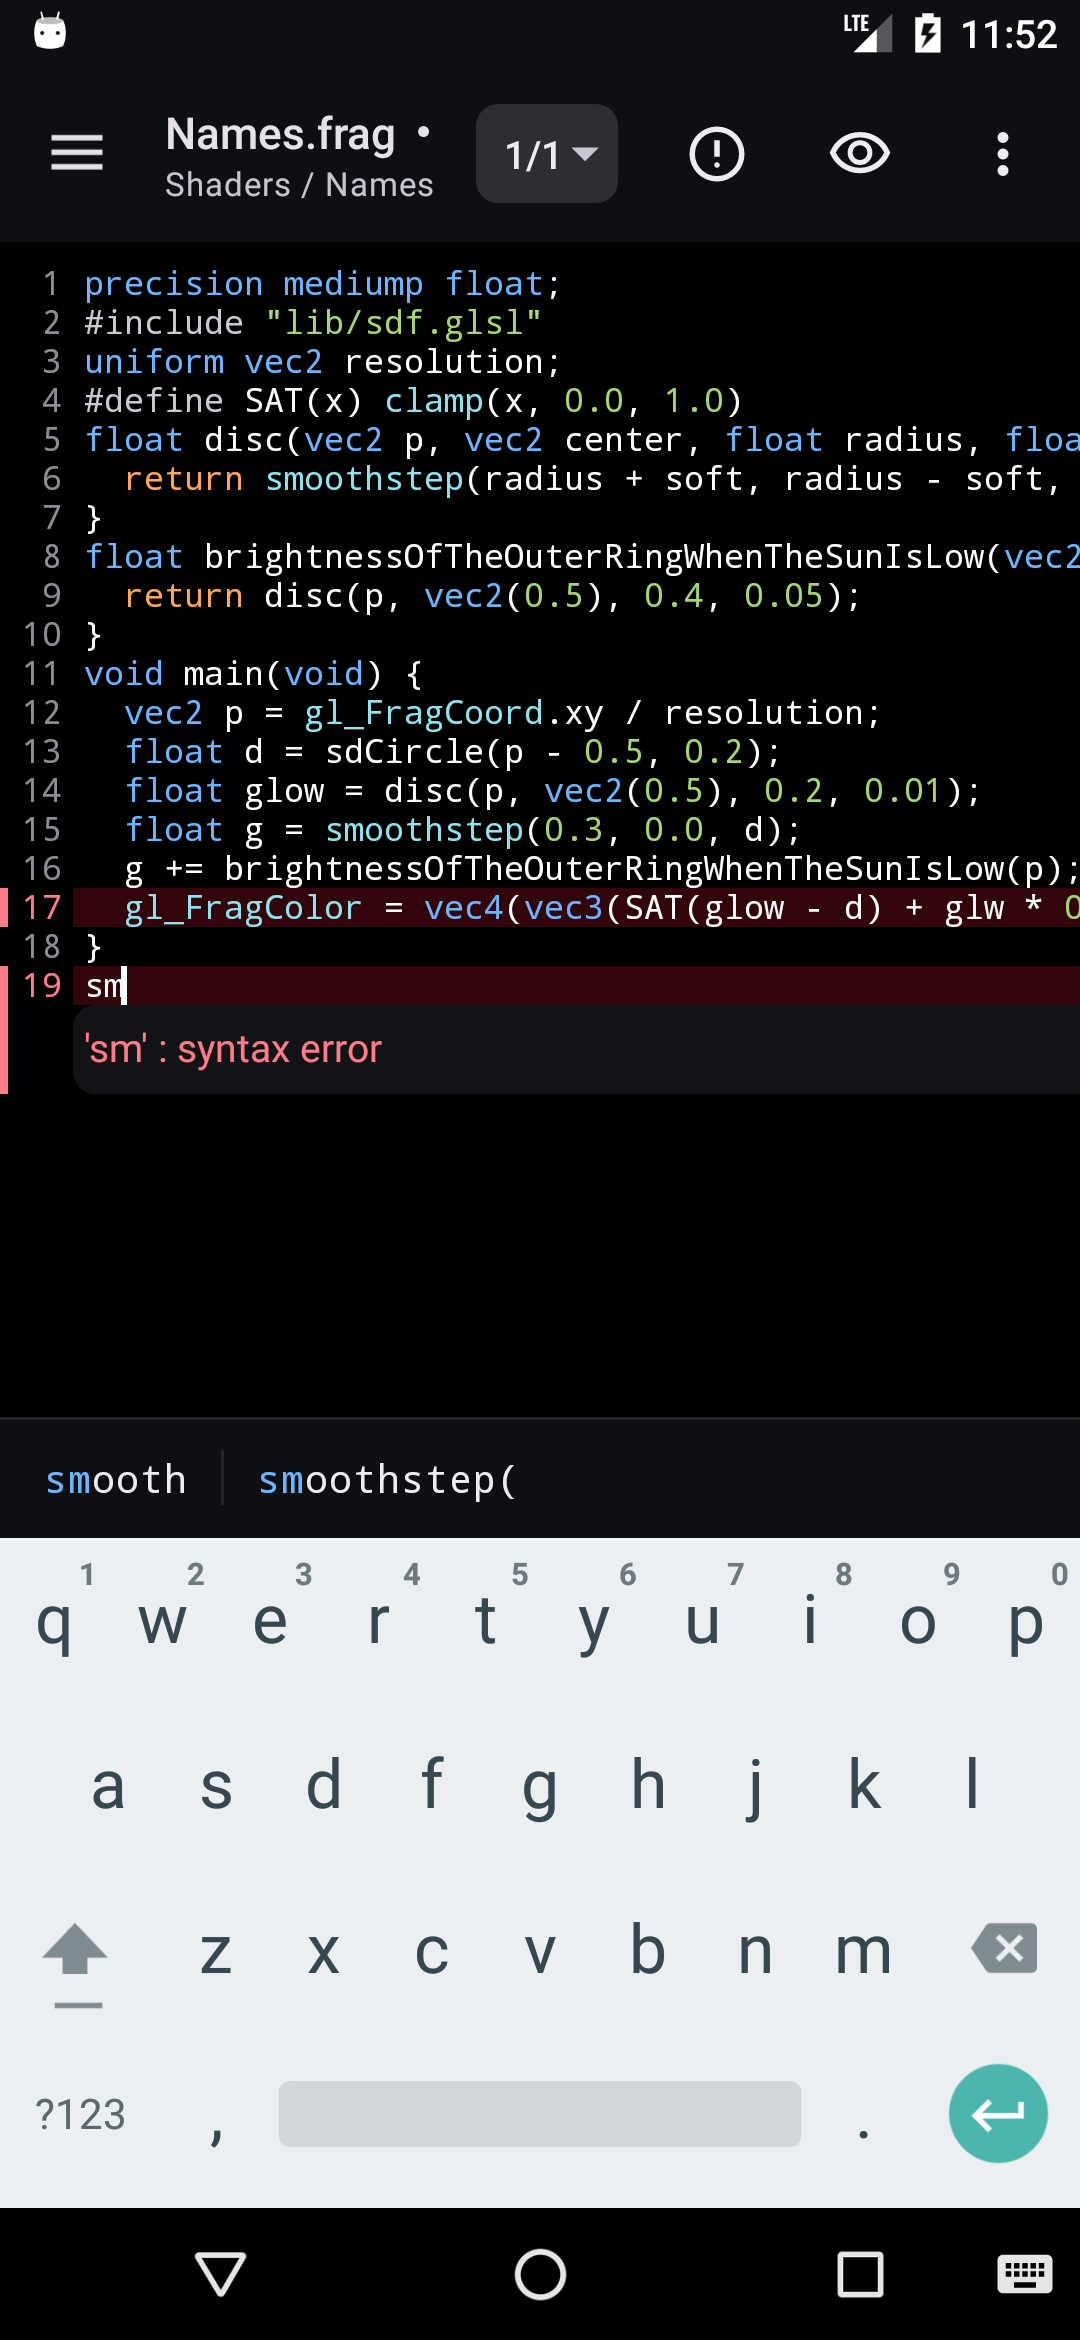 LTE 11:52
Names.frag •
Shaders / Names
1/1
1 precision mediump float;
2 #include "lib/sdf.glsl"
3 uniform vec2 resolution;
4 #define SAT(x) clamp(x, 0.0, 1.0)
5 float disc(vec2 p, vec2 center, float radius, floa
6   return smoothstep(radius + soft, radius - soft,
7 }
8 float brightnessOfTheOuterRingWhenTheSunIsLow(vec2
9   return disc(p, vec2(0.5), 0.4, 0.05);
10 }
11 void main(void) {
12   vec2 p = gl_FragCoord.xy / resolution;
13   float d = sdCircle(p - 0.5, 0.2);
14   float glow = disc(p, vec2(0.5), 0.2, 0.01);
15   float g = smoothstep(0.3, 0.0, d);
16   g += brightnessOfTheOuterRingWhenTheSunIsLow(p);
17   gl_FragColor = vec4(vec3(SAT(glow - d) + glw * 0
18 }
19 sm
'sm' : syntax error
smooth smoothstep(
1 2 3 4 5 6 7 8 9 0
q w e r t y u i o p
a s d f g h j k l
z x c v b n m
?123 , .